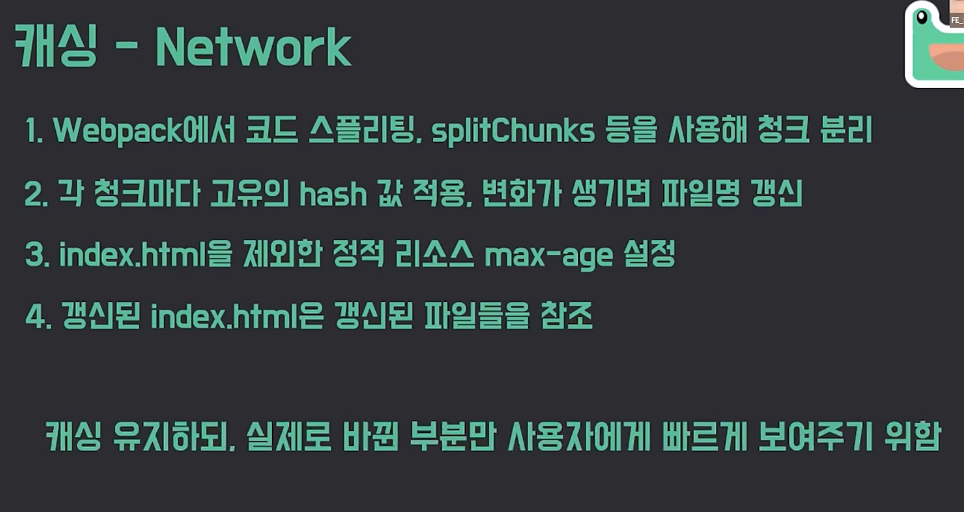 캐싱 - Network
FE_
1. Webpack에서 코드 스플리팅, splitChunks 등을 사용해 청크 분리
2. 각 청크마다 고유의 hash 값 적용, 변화가 생기면 파일명 갱신
3. index.html을 제외한 정적 리소스 max-age 설정
4. 갱신된 index.html은 갱신된 파일들을 참조
캐싱 유지하되, 실제로 바뀐 부분만 사용자에게 빠르게 보여주기 위함